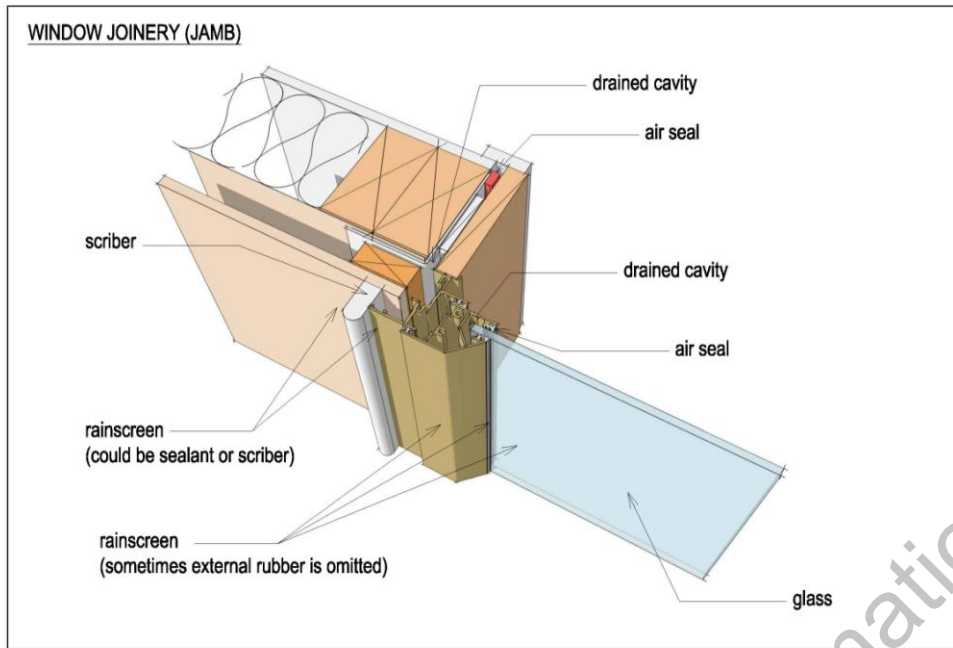 WINDOW JOINERY (JAMB)
drained cavity
air seal
scriber
drained cavity
air seal
rainscreen
(could be sealant or scriber)
rainscreen
(sometimes external rubber is omitted)
glass